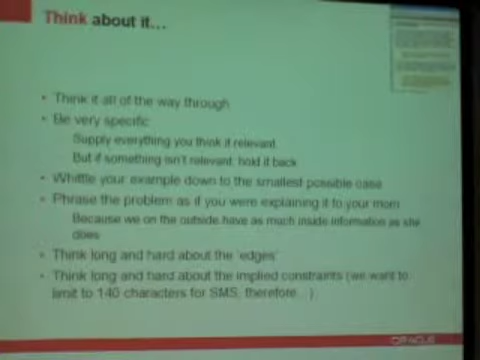 Think about it...
• Think it all of the way through
• Be very specific
Supply everything you think it relevant.
But if something isn't relevant, hold it back
• Whittle your example down to the smallest possible case
• Phrase the problem as if you were explaining it to your mom
Because we on the outside have as much inside information as she
does
• Think long and hard about the 'edges'
• Think long and hard about the implied constraints (we want to
limit to 140 characters for SMS, therefore...)
ORACLE